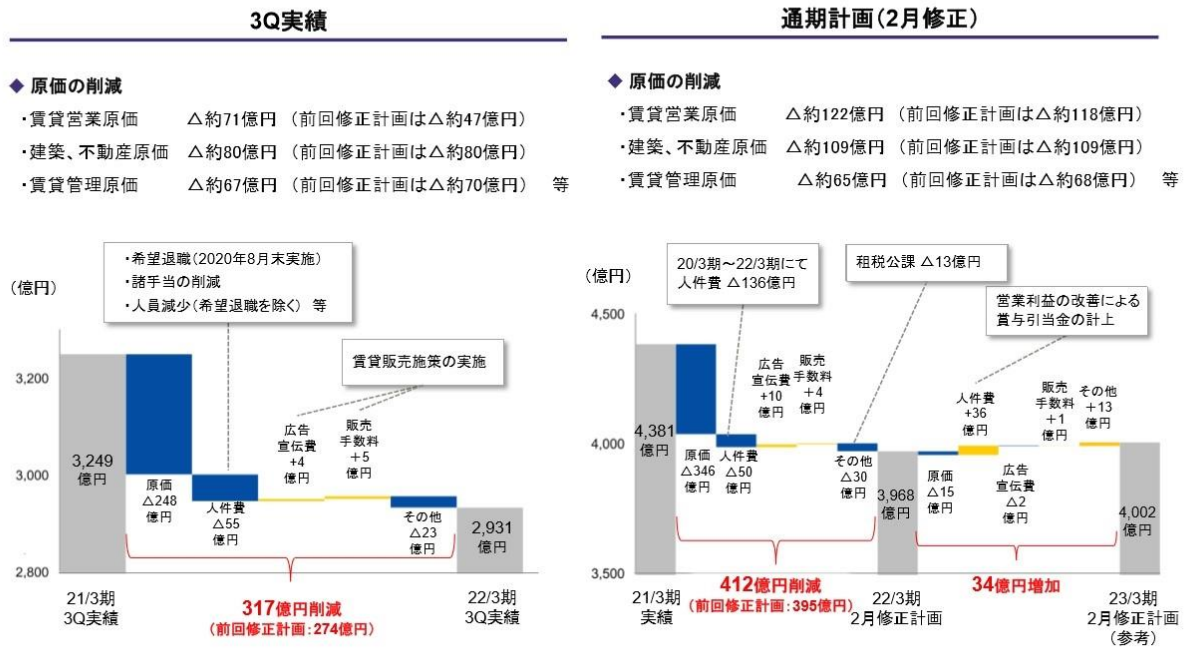 3Q実績
◆ 原価の削減
・賃貸営業原価 △約71億円 (前回修正計画は△約47億円)
・建築、不動産原価 △約80億円 (前回修正計画は△約80億円)
・賃貸管理原価 △約67億円 (前回修正計画は△約70億円) 等
・希望退職(2020年8月末実施)
・諸手当の削減
・人員減少(希望退職を除く) 等
(億円)
賃貸販売施策の実施
3,200
3,000
2,800
3,249
億円
原価
△248
億円
人件費
△55
億円
広告
宣伝費
+4
億円
販売
手数料
+5
億円
その他
△23
億円
2,931
億円
317億円削減
(前回修正計画:274億円)
21/3期
3Q実績
22/3期
3Q実績
通期計画(2月修正)
◆ 原価の削減
・賃貸営業原価 △約122億円 (前回修正計画は△約118億円)
・建築、不動産原価 △約109億円 (前回修正計画は△約109億円)
・賃貸管理原価 △約65億円 (前回修正計画は△約68億円) 等
(億円)
20/3期~22/3期にて
人件費 △136億円
租税公課 △13億円
営業利益の改善による
賞与引当金の計上
4,500
4,000
3,500
4,381
億円
原価
△346
億円
人件費
△50
億円
広告
宣伝費
+10
億円
販売
手数料
+4
億円
その他
△30
億円
3,968
億円
原価
△15
億円
人件費
+36
億円
広告
宣伝費
△2
億円
販売
手数料
+1
億円
その他
+13
億円
4,002
億円
412億円削減
(前回修正計画:395億円)
34億円増加
21/3期
実績
22/3期
2月修正計画
23/3期
2月修正計画
(参考)